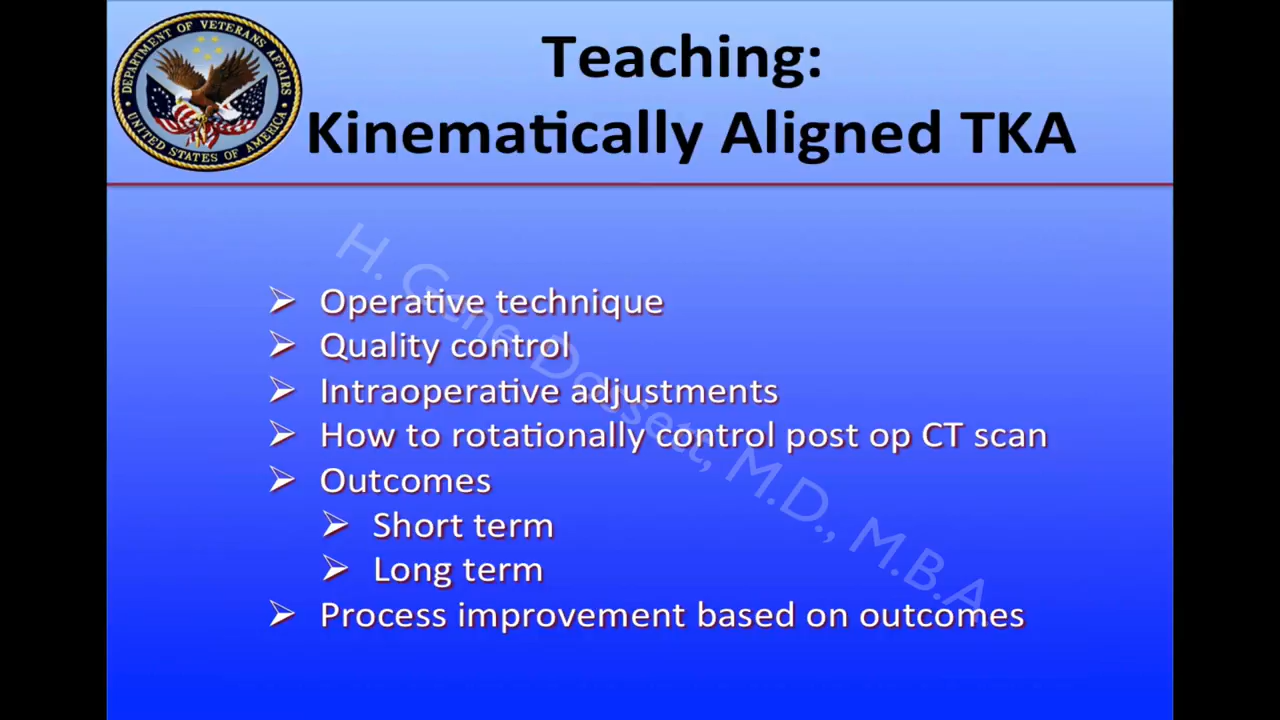 DEPARTMENT OF VETERANS AFFAIRS
UNITED STATES OF AMERICA
Teaching:
Kinematically Aligned TKA
H. Gene Dossett, M.D., M.B.A.
➢ Operative technique
➢ Quality control
➢ Intraoperative adjustments
➢ How to rotationally control post op CT scan
➢ Outcomes
➢ Short term
➢ Long term
➢ Process improvement based on outcomes